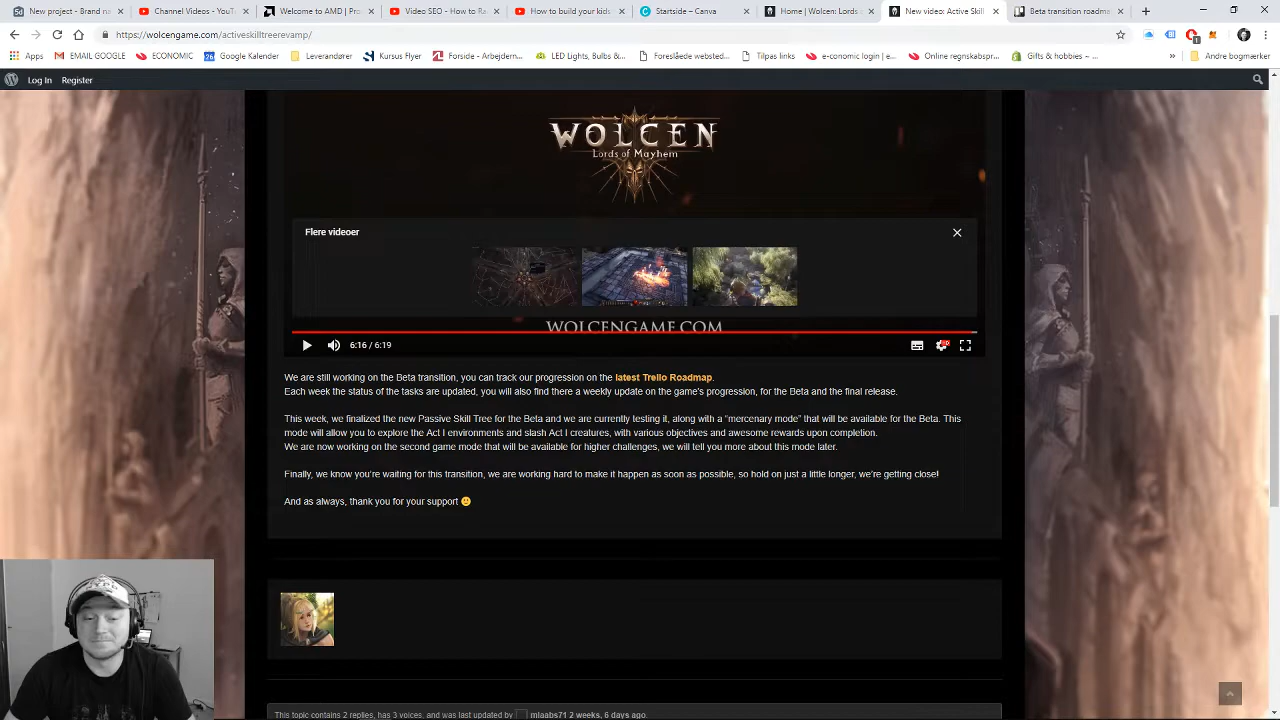 New project - Brand na
Channel Videos - YouT
Welcome to AMD | Pro
Video SEO - How to Ra
How to build your kids
Startside – Canva
Home | Wolcen: Lords o
New video: Active Skill
Beta transition roadma
https://wolcengame.com/activeskilltreerevamp/
EMAIL GOOGLE
ECONOMIC
Google Kalender
Leverandører
Kursus Flyer
Forside - Arbejdern...
LED Lights, Bulbs &...
Foreslåede websted...
Tilpas links
e-conomic login | e...
Online regnskabspr...
Gifts & hobbies – ...
»
Andre bogmærker
Log In
Register
WOLCEN
Lords of Mayhem
Flere videoer
WOLCENGAME.COM
6:16 / 6:19
We are still working on the Beta transition, you can track our progression on the latest Trello Roadmap.
Each week the status of the tasks are updated, you will also find there a weekly update on the game's progression, for the Beta and the final release.
This week, we finalized the new Passive Skill Tree for the Beta and we are currently testing it, along with a “mercenary mode” that will be available for the Beta. This
mode will allow you to explore the Act I environments and slash Act I creatures, with various objectives and awesome rewards upon completion.
We are now working on the second game mode that will be available for higher challenges, we will tell you more about this mode later.
Finally, we know you're waiting for this transition, we are working hard to make it happen as soon as possible, so hold on just a little longer, we're getting close!
And as always, thank you for your support 🙂
This topic contains 2 replies, has 3 voices, and was last updated by mlaabs71 2 weeks, 6 days ago.